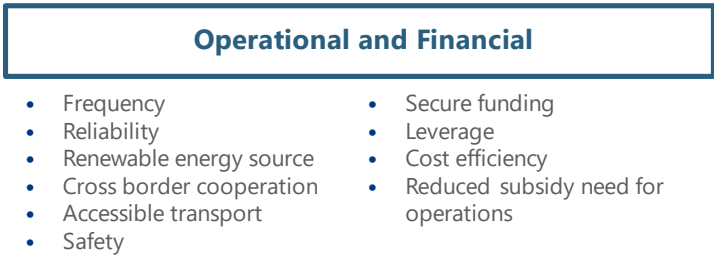 Operational and Financial
• Frequency
• Reliability
• Renewable energy source
• Cross border cooperation
• Accessible transport
• Safety
• Secure funding
• Leverage
• Cost efficiency
• Reduced subsidy need for
operations